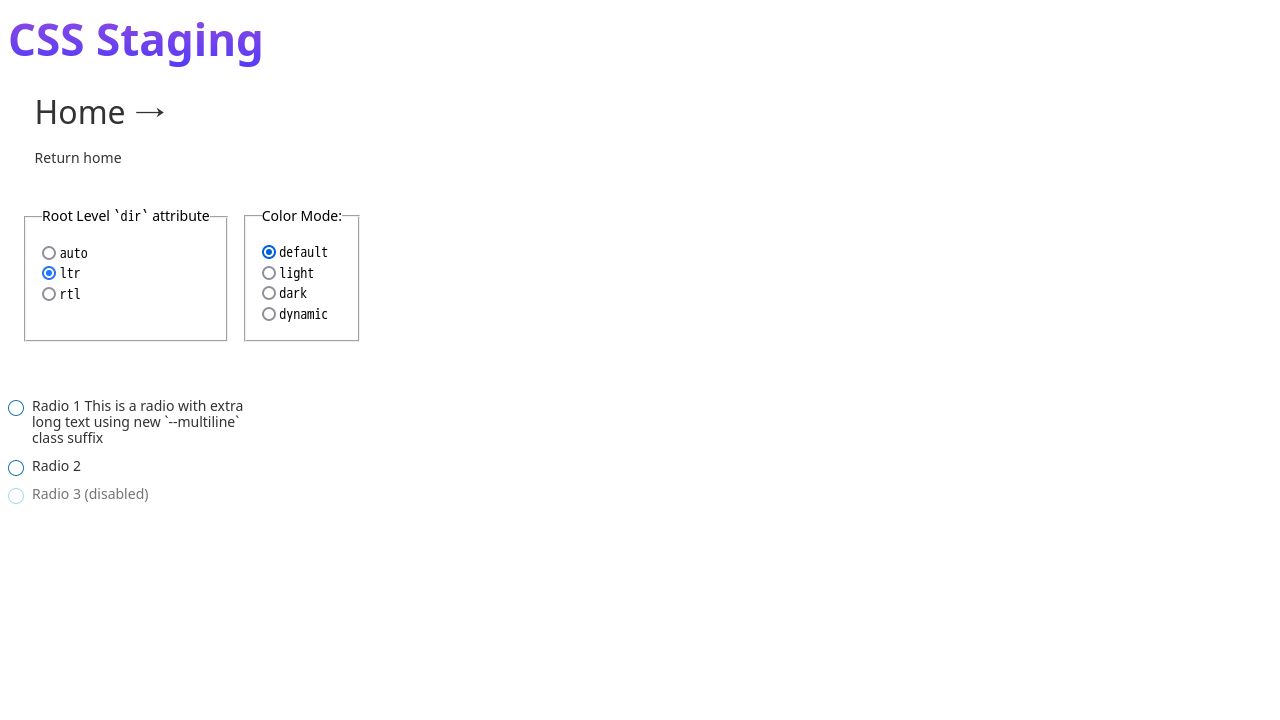 CSS Staging
Home →
Return home
Root Level `dir` attribute
auto
ltr
rtl
Color Mode:
default
light
dark
dynamic
Radio 1 This is a radio with extra
long text using new `--multiline`
class suffix
Radio 2
Radio 3 (disabled)